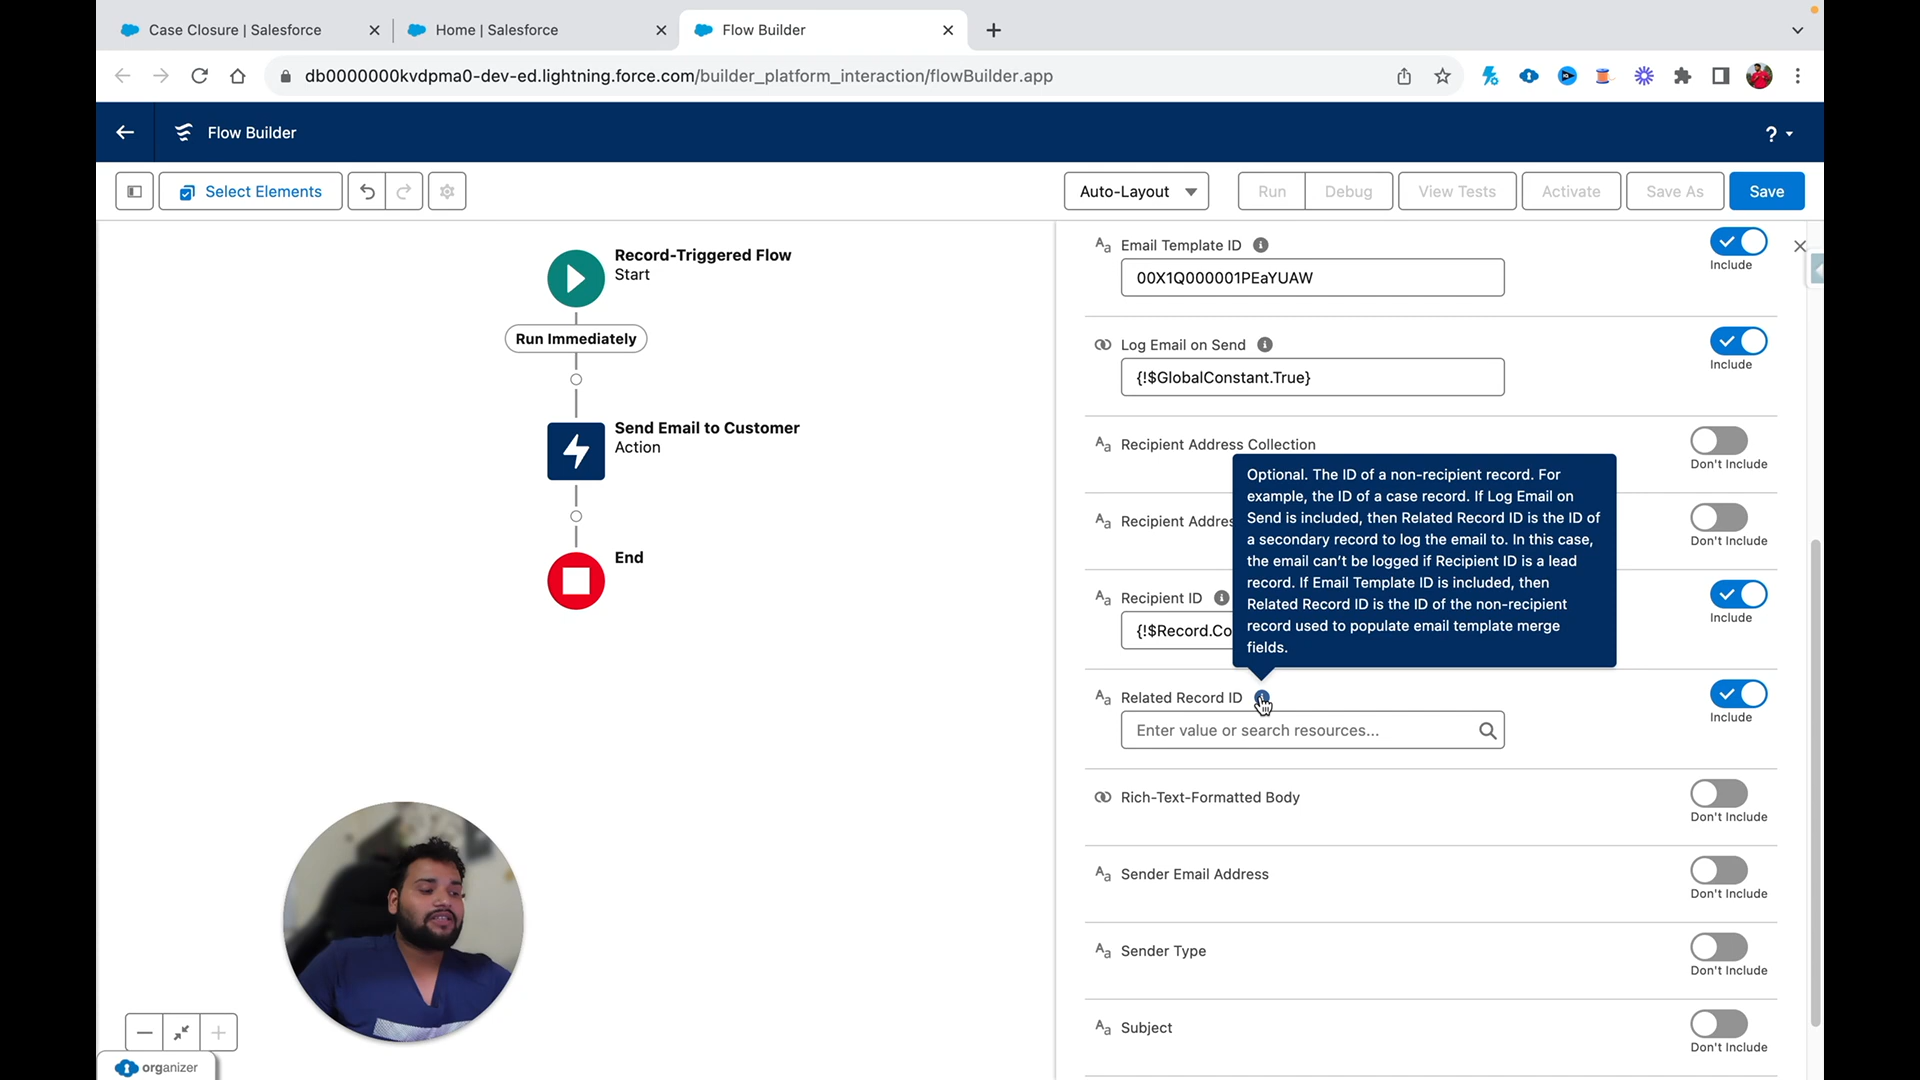 Case Closure | Salesforce
Home | Salesforce
Flow Builder
db0000000kvdpma0-dev-ed.lightning.force.com/builder_platform_interaction/flowBuilder.app
Flow Builder
?
Select Elements
Auto-Layout
Run
Debug
View Tests
Activate
Save As
Save
Record-Triggered Flow
Start
Run Immediately
Send Email to Customer
Action
End
Aa Email Template ID
00X1Q000001PEaYUAW
Include
Log Email on Send
{!$GlobalConstant.True}
Include
Aa Recipient Address Collection
Don't Include
Optional. The ID of a non-recipient record. For
example, the ID of a case record. If Log Email on
Send is included, then Related Record ID is the ID of
a secondary record to log the email to. In this case,
the email can't be logged if Recipient ID is a lead
record. If Email Template ID is included, then
Related Record ID is the ID of the non-recipient
record used to populate email template merge
fields.
Aa Recipient Addres
Don't Include
Aa Recipient ID
{!$Record.Co
Include
Aa Related Record ID
Enter value or search resources...
Include
Rich-Text-Formatted Body
Don't Include
Aa Sender Email Address
Don't Include
Aa Sender Type
Don't Include
Aa Subject
Don't Include
organizer